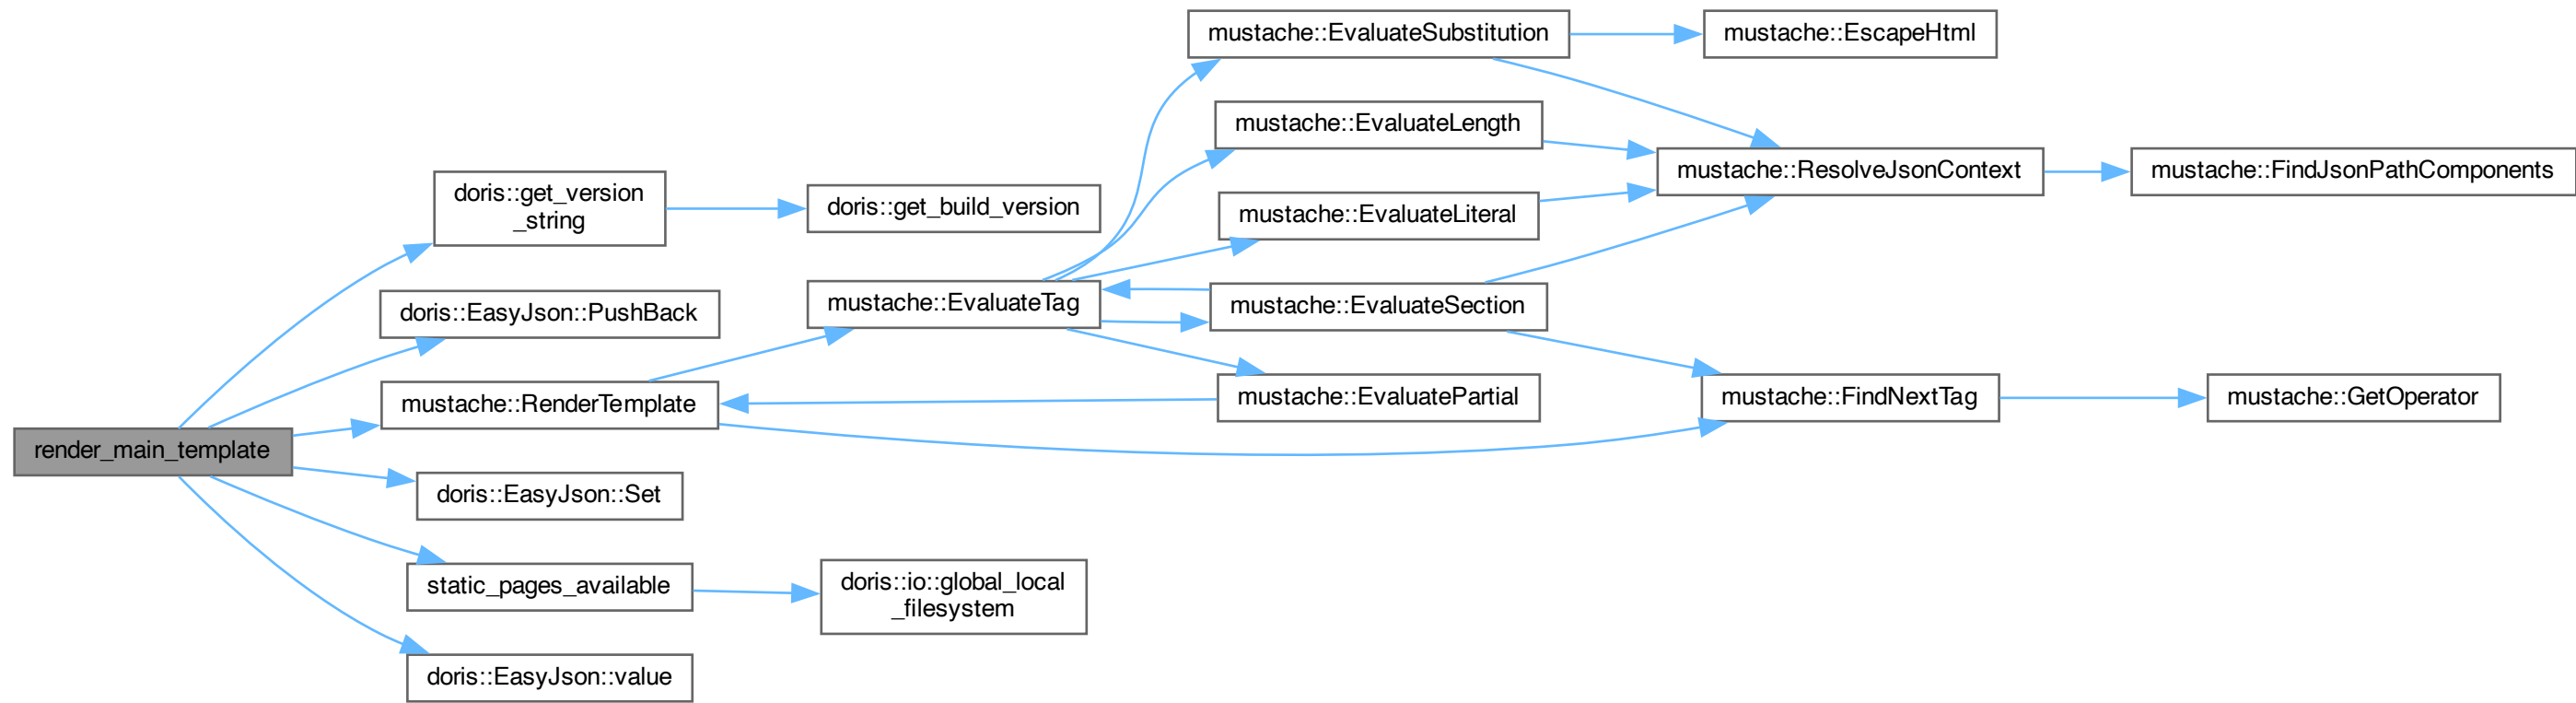 render_main_template
doris::get_version
_string
doris::get_build_version
doris::EasyJson::PushBack
mustache::RenderTemplate
mustache::EvaluateTag
mustache::EvaluateSubstitution
mustache::EscapeHtml
mustache::EvaluateLength
mustache::ResolveJsonContext
mustache::FindJsonPathComponents
mustache::EvaluateLiteral
mustache::EvaluateSection
mustache::EvaluatePartial
mustache::FindNextTag
mustache::GetOperator
doris::EasyJson::Set
static_pages_available
doris::io::global_local
_filesystem
doris::EasyJson::value